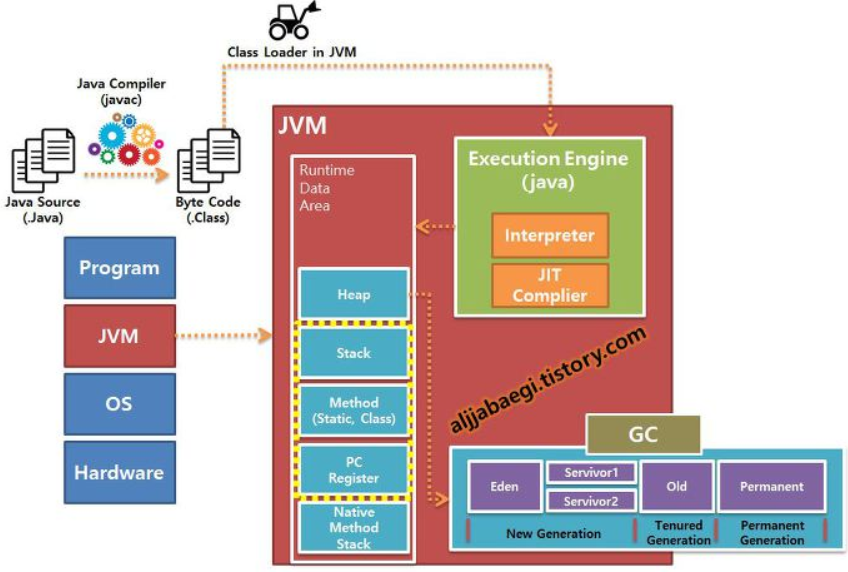 Class Loader in JVM
Java Compiler
(javac)
Java Source
(.Java)
Byte Code
(.Class)
Program
JVM
OS
Hardware
JVM
Runtime
Data
Area
Heap
Stack
Method
(Static, Class)
PC
Register
Native
Method
Stack
Execution Engine
(java)
Interpreter
JIT
Complier
alijabaegi.tistory.com
GC
Eden
Servivor1
Servivor2
Old
Permanent
New Generation
Tenured
Generation
Permanent
Generation